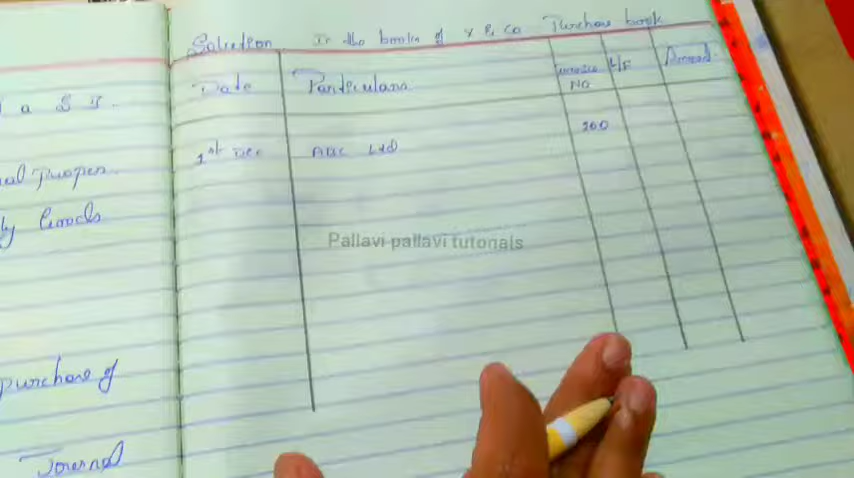 a
Purchase of
Journal
Solution In the books of X & Co Purchase book
Date Particulars Invoice No L/F Amount
1st Dec ABC Ltd 200
Pallavi pallavi tutorials